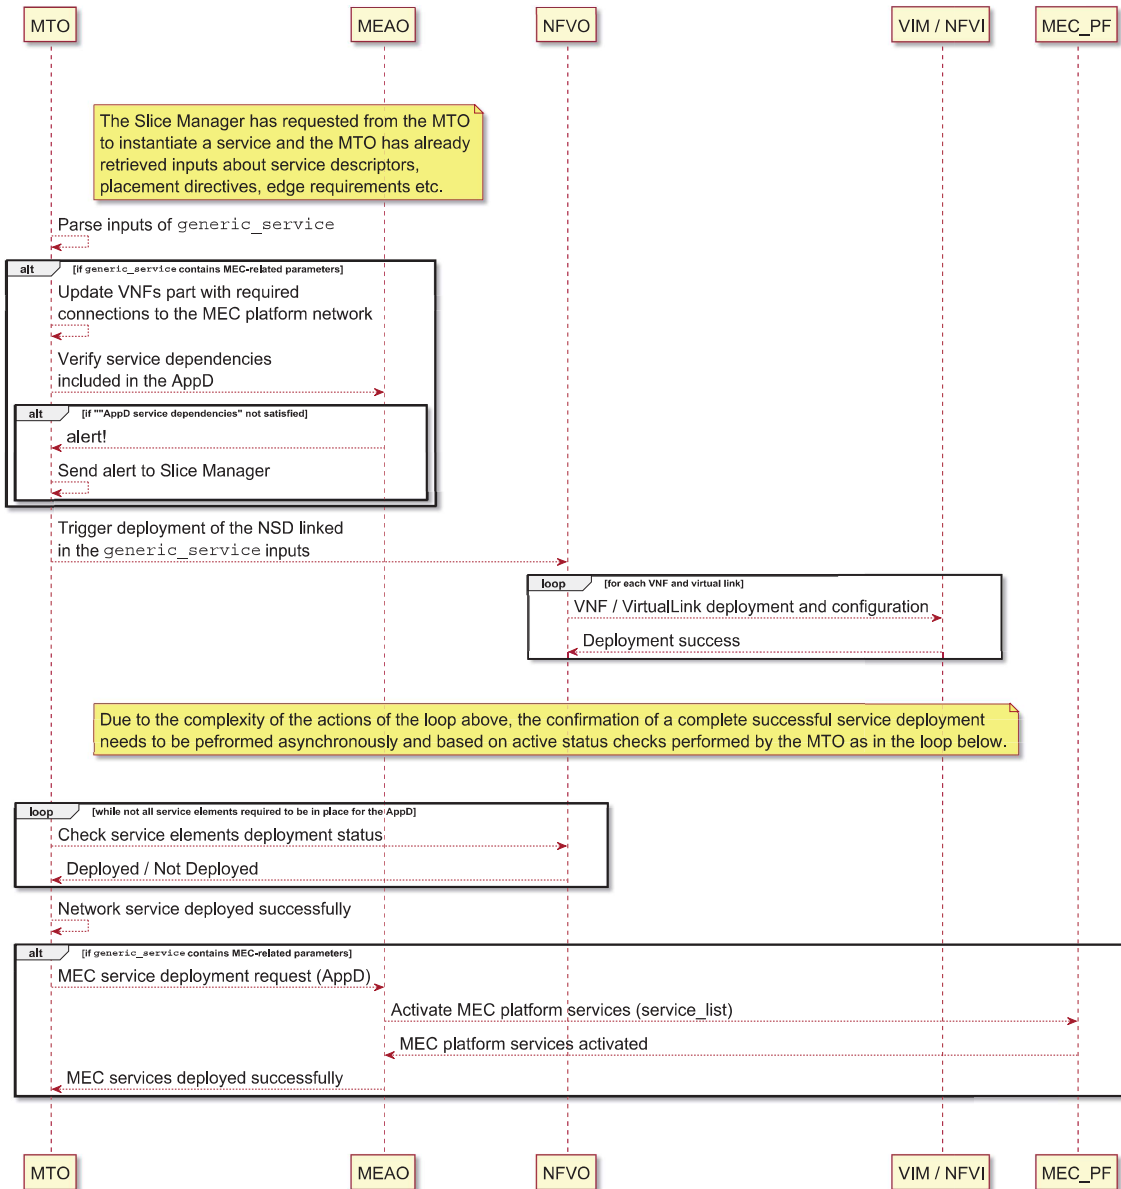 MTO MEAO NFVO VIM / NFVI MEC_PF
The Slice Manager has requested from the MTO
to instantiate a service and the MTO has already
retrieved inputs about service descriptors,
placement directives, edge requirements etc.
Parse inputs of generic_service
alt [if generic_service contains MEC-related parameters]
Update VNFs part with required
connections to the MEC platform network
Verify service dependencies
included in the AppD
alt [if ""AppD service dependencies" not satisfied]
alert!
Send alert to Slice Manager
Trigger deployment of the NSD linked
in the generic_service inputs
loop [for each VNF and virtual link]
VNF / VirtualLink deployment and configuration
Deployment success
Due to the complexity of the actions of the loop above, the confirmation of a complete successful service deployment
needs to be pefrormed asynchronously and based on active status checks performed by the MTO as in the loop below.
loop [while not all service elements required to be in place for the AppD]
Check service elements deployment status
Deployed / Not Deployed
Network service deployed successfully
alt [if generic_service contains MEC-related parameters]
MEC service deployment request (AppD)
Activate MEC platform services (service_list)
MEC platform services activated
MEC services deployed successfully
MTO MEAO NFVO VIM / NFVI MEC_PF